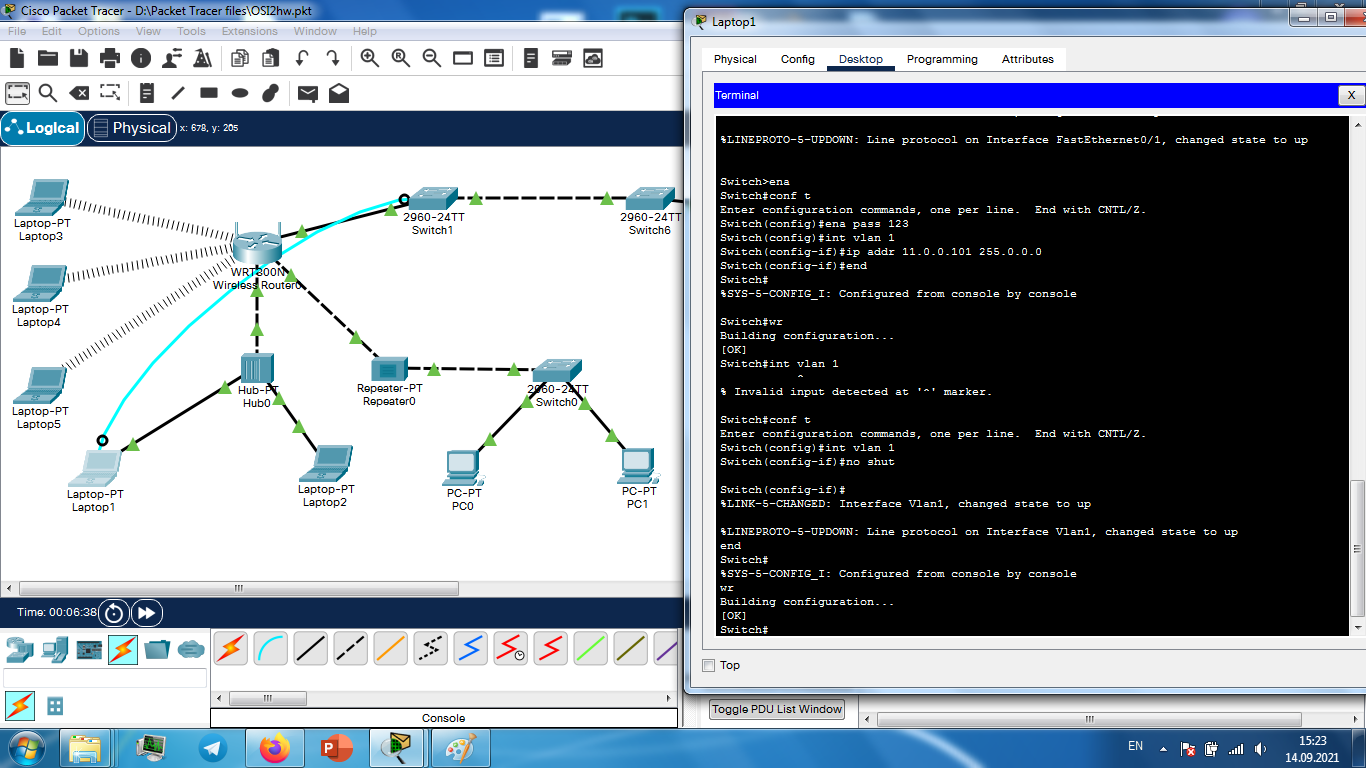 Cisco Packet Tracer - D:\Packet Tracer files\OSI2hw.pkt
File Edit Options View Tools Extensions Window Help
Logical
Physical
x: 678, y: 205
Laptop-PT
Laptop3
Laptop-PT
Laptop4
Laptop-PT
Laptop5
WRT300N
Wireless Router0
2960-24TT
Switch1
2960-24TT
Switch6
Hub-PT
Hub0
Repeater-PT
Repeater0
2960-24TT
Switch0
Laptop-PT
Laptop1
Laptop-PT
Laptop2
PC-PT
PC0
PC-PT
PC1
Time: 00:06:38
Console
Laptop1
Physical Config Desktop Programming Attributes
Terminal
X
%LINEPROTO-5-UPDOWN: Line protocol on Interface FastEthernet0/1, changed state to up
Switch>ena
Switch#conf t
Enter configuration commands, one per line. End with CNTL/Z.
Switch(config)#ena pass 123
Switch(config)#int vlan 1
Switch(config-if)#ip addr 11.0.0.101 255.0.0.0
Switch(config-if)#end
Switch#
%SYS-5-CONFIG_I: Configured from console by console
Switch#wr
Building configuration...
[OK]
Switch#int vlan 1
^
% Invalid input detected at '^' marker.
Switch#conf t
Enter configuration commands, one per line. End with CNTL/Z.
Switch(config)#int vlan 1
Switch(config-if)#no shut
Switch(config-if)#
%LINK-5-CHANGED: Interface Vlan1, changed state to up
%LINEPROTO-5-UPDOWN: Line protocol on Interface Vlan1, changed state to up
end
Switch#
%SYS-5-CONFIG_I: Configured from console by console
wr
Building configuration...
[OK]
Switch#
Top
Toggle PDU List Window
EN
15:23
14.09.2021